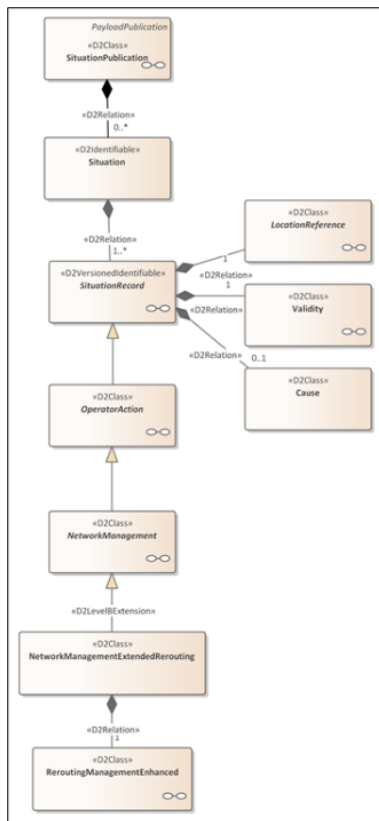 PayloadPublication
«D2Class»
SituationPublication
«D2Relation»
0..*
«D2Identifiable»
Situation
«D2Relation»
1..*
«D2VersionedIdentifiable»
SituationRecord
«D2Class»
LocationReference
1
«D2Relation»
1
«D2Class»
Validity
«D2Relation»
«D2Relation»
0..1
«D2Class»
Cause
«D2Class»
OperatorAction
«D2Class»
NetworkManagement
«D2LevelBExtension»
«D2Class»
NetworkManagementExtendedRerouting
«D2Relation»
1
«D2Class»
ReroutingManagementEnhanced